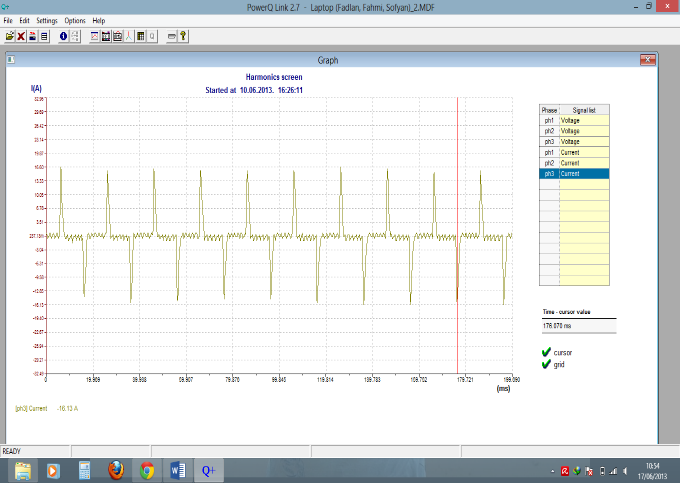 Q+
PowerQ Link 2.7 - Laptop (Fadlan, Fahmi, Sofyan)_2.MDF
File Edit Settings Options Help
Graph
Harmonics screen
Started at 10.06.2013. 16:26:11
I(A)
Phase Signal list
ph1 Voltage
ph2 Voltage
ph3 Voltage
ph1 Current
ph2 Current
ph3 Current
Time - cursor value
176.070 ms
cursor
grid
0 19.969 39.938 59.907 79.876 99.845 119.814 139.783 159.752 179.721 199.690
(ms)
[ph3] Current -16.13 A
READY
W Q+
10:54
17/06/2013